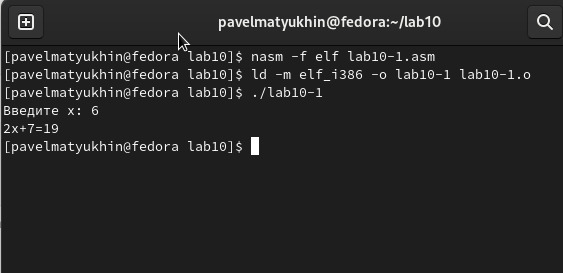 pavelmatyukhin@fedora:~/lab10
[pavelmatyukhin@fedora lab10]$ nasm -f elf lab10-1.asm
[pavelmatyukhin@fedora lab10]$ ld -m elf_i386 -o lab10-1 lab10-1.o
[pavelmatyukhin@fedora lab10]$ ./lab10-1
Введите x: 6
2x+7=19
[pavelmatyukhin@fedora lab10]$